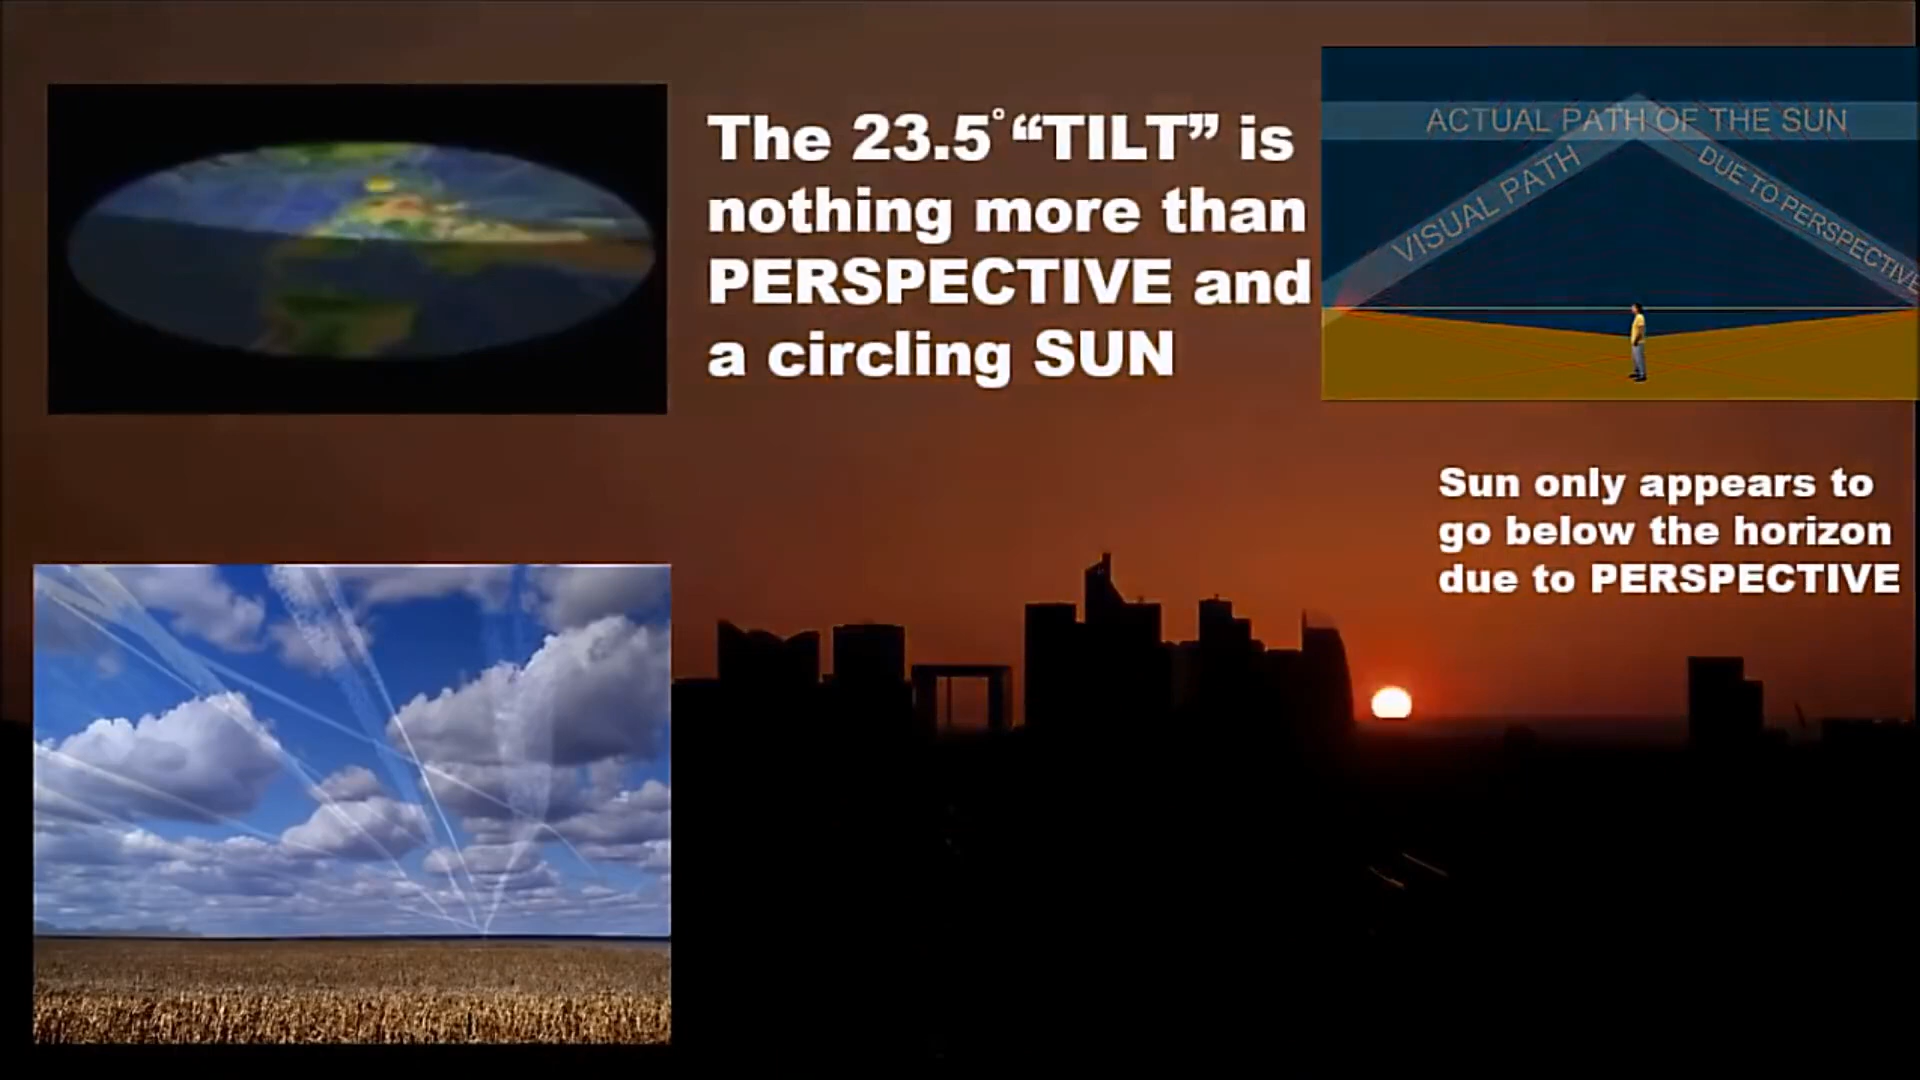 The 23.5° “TILT” is
nothing more than
PERSPECTIVE and
a circling SUN
ACTUAL PATH OF THE SUN
VISUAL PATH
DUE TO PERSPECTIVE
Sun only appears to
go below the horizon
due to PERSPECTIVE